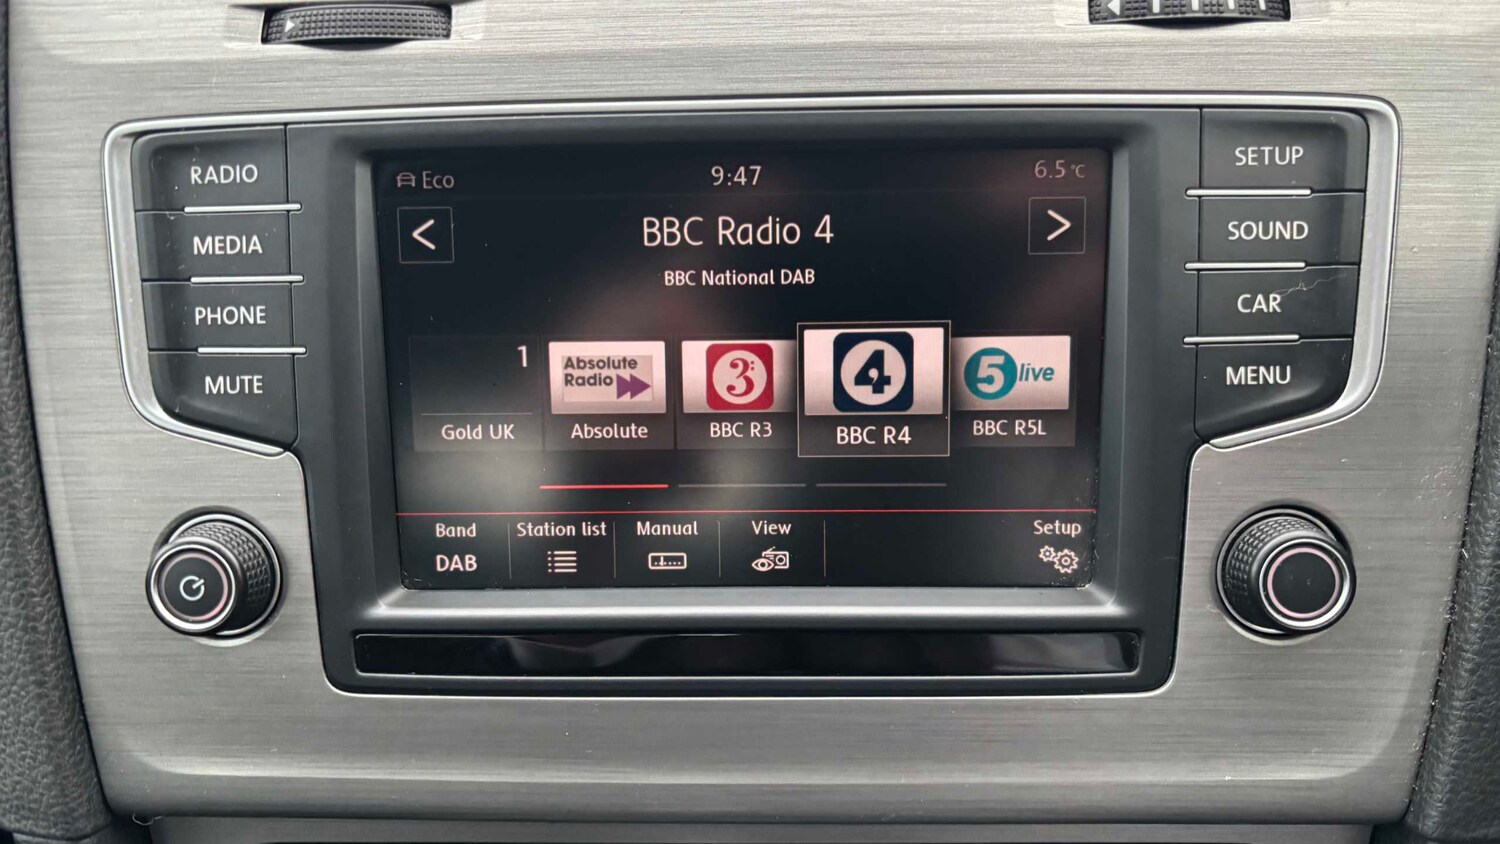 RADIO
MEDIA
PHONE
MUTE
Eco
9:47
6.5°C
<
BBC Radio 4
>
BBC National DAB
1
Gold UK
Absolute
Radio
Absolute
3
BBC R3
4
BBC R4
5 live
BBC R5L
Band
DAB
Station list
Manual
View
Setup
SETUP
SOUND
CAR
MENU